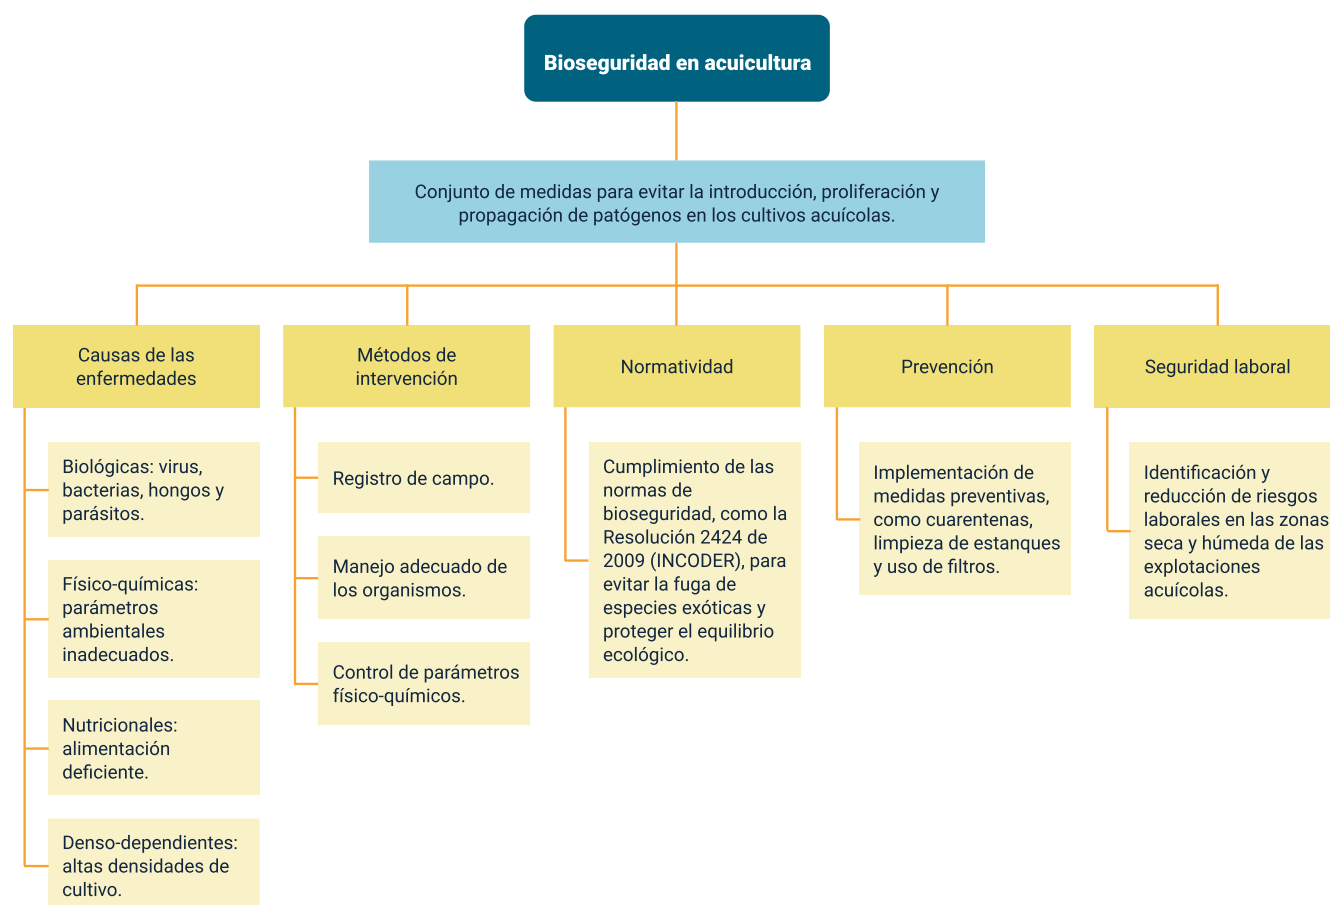 Bioseguridad en acuicultura
Conjunto de medidas para evitar la introducción, proliferación y
propagación de patógenos en los cultivos acuícolas.
Causas de las
enfermedades
Biológicas: virus,
bacterias, hongos y
parásitos.
Físico-químicas:
parámetros
ambientales
inadecuados.
Nutricionales:
alimentación
deficiente.
Denso-dependientes:
altas densidades de
cultivo.
Métodos de
intervención
Registro de campo.
Manejo adecuado de
los organismos.
Control de parámetros
físico-químicos.
Normatividad
Cumplimiento de las
normas de
bioseguridad, como la
Resolución 2424 de
2009 (INCODER), para
evitar la fuga de
especies exóticas y
proteger el equilibrio
ecológico.
Prevención
Implementación de
medidas preventivas,
como cuarentenas,
limpieza de estanques
y uso de filtros.
Seguridad laboral
Identificación y
reducción de riesgos
laborales en las zonas
seca y húmeda de las
explotaciones
acuícolas.